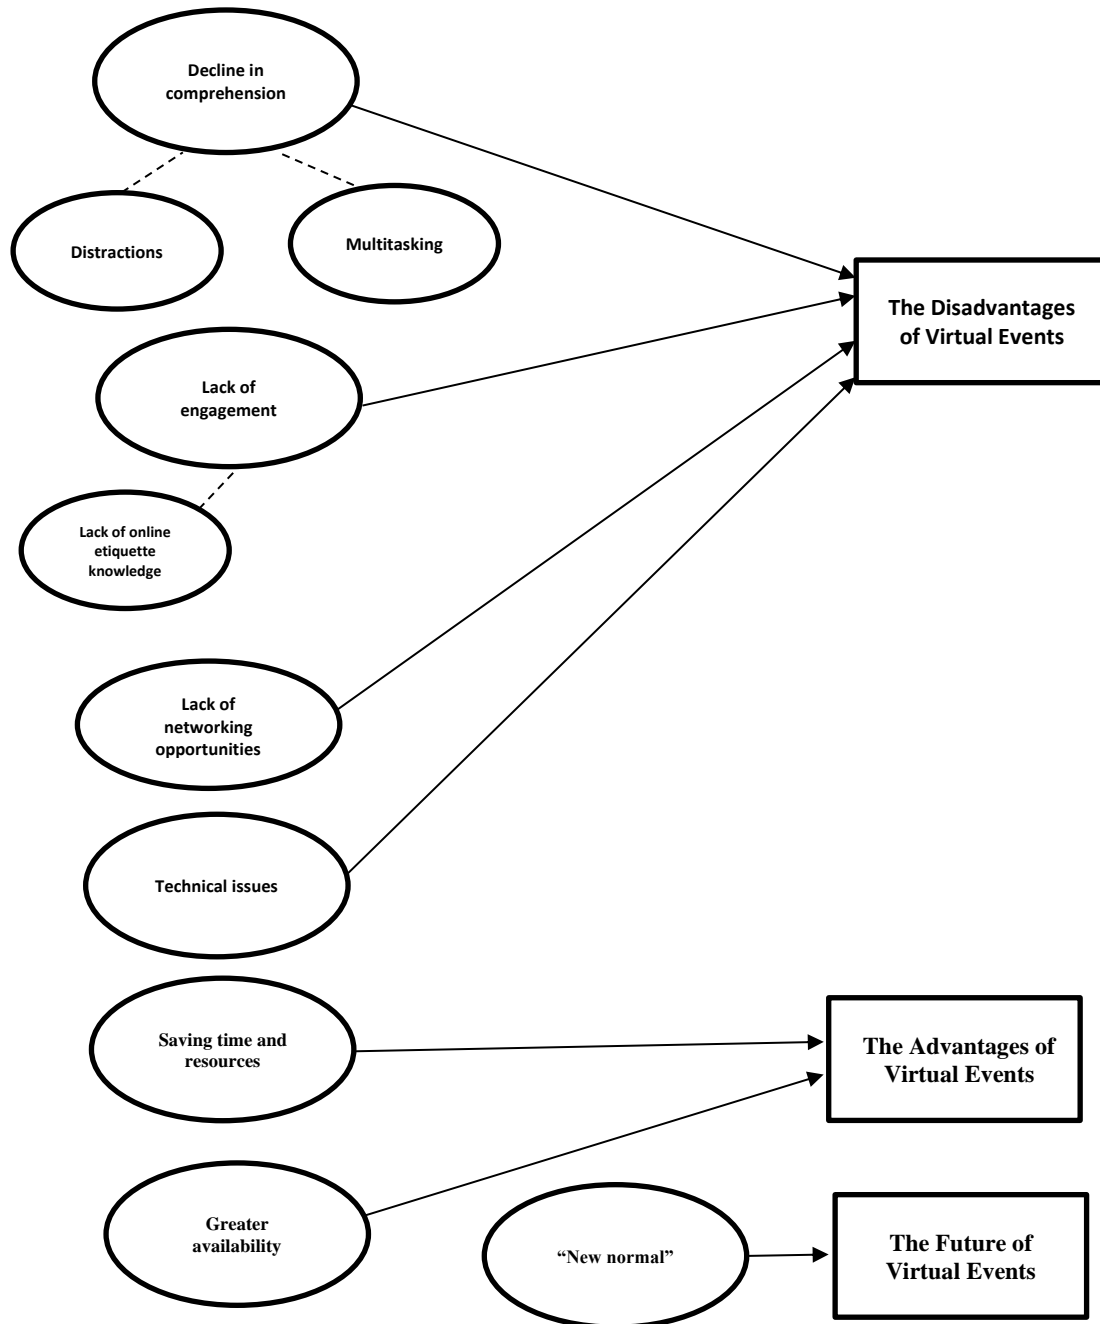 Decline in
comprehension
Distractions
Multitasking
The Disadvantages
of Virtual Events
Lack of
engagement
Lack of online
etiquette
knowledge
Lack of
networking
opportunities
Technical issues
Saving time and
resources
The Advantages of
Virtual Events
Greater
availability
“New normal”
The Future of
Virtual Events